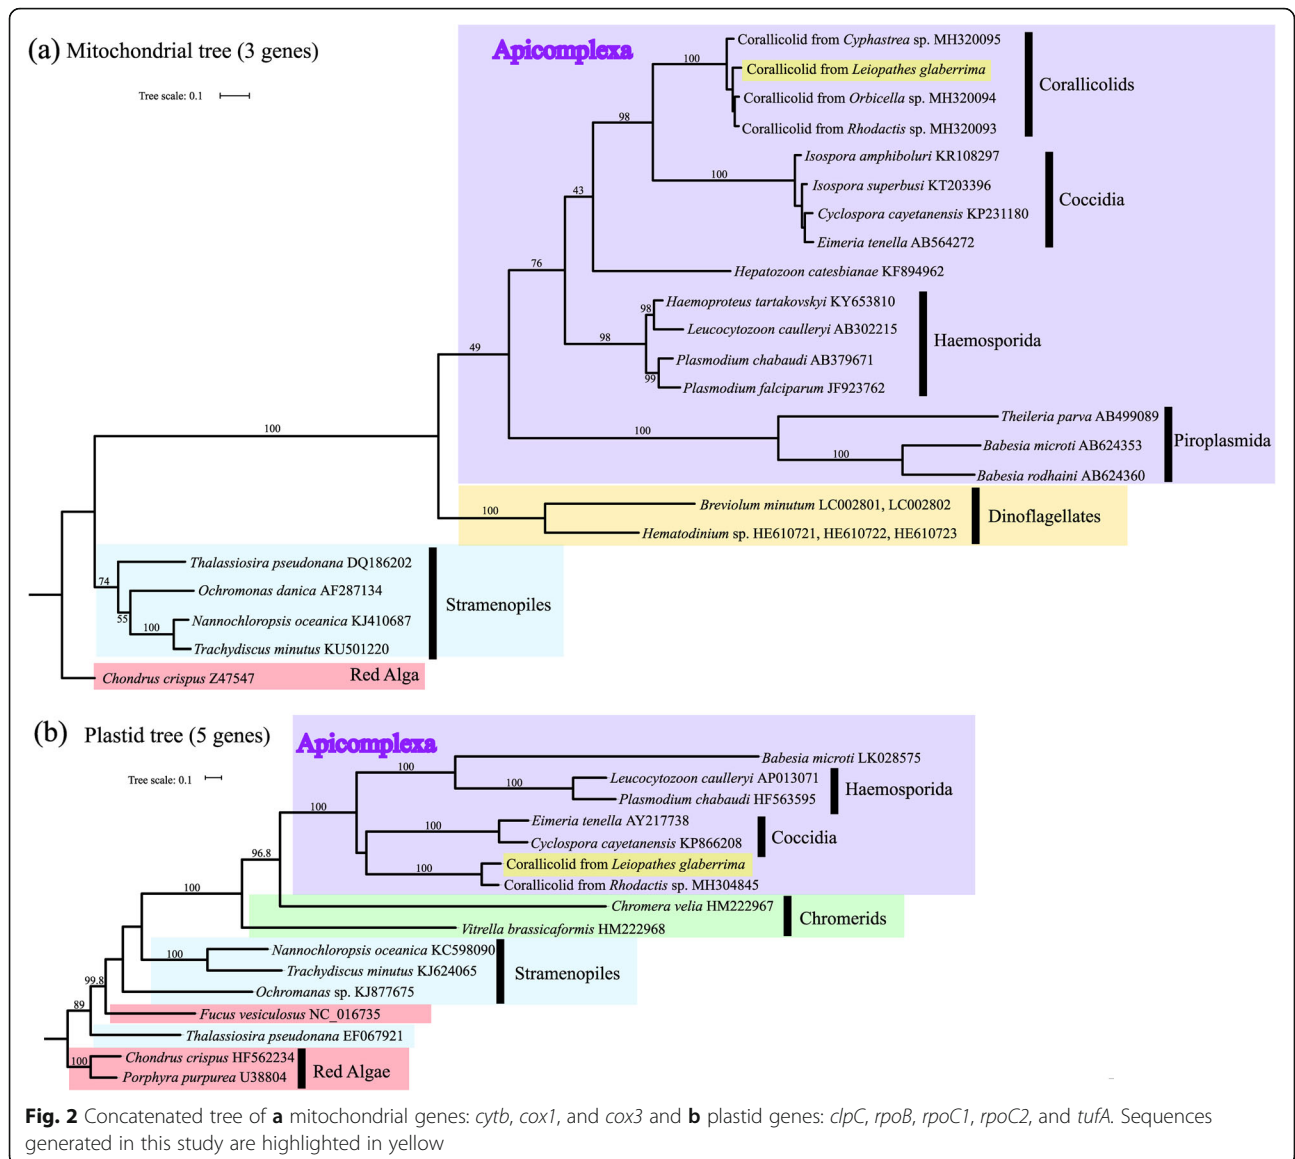 (a) Mitochondrial tree (3 genes)
Apicomplexa
Tree scale: 0.1
Corallicolid from Cyphastrea sp. MH320095
100
Corallicolid from Leiopathes glaberrima
Corallicolids
Corallicolid from Orbicella sp. MH320094
98
Corallicolid from Rhodactis sp. MH320093
Isospora amphiboluri KR108297
100
Isospora superbusi KT203396
43
Coccidia
Cyclospora cayetanensis KP231180
Eimeria tenella AB564272
76
Hepatozoon catesbianae KF894962
Haemoproteus tartakovskyi KY653810
98
Leucocytozoon caulleryi AB302215
98
Haemosporida
49
Plasmodium chabaudi AB379671
99
Plasmodium falciparum JF923762
Theileria parva AB499089
100
100
Piroplasmida
Babesia microti AB624353
100
Babesia rodhaini AB624360
Breviolum minutum LC002801, LC002802
100
Dinoflagellates
Hematodinium sp. HE610721, HE610722, HE610723
Thalassiosira pseudonana DQ186202
74
Ochromonas danica AF287134
Stramenopiles
55
Nannochloropsis oceanica KJ410687
100
Trachydiscus minutus KU501220
Chondrus crispus Z47547
Red Alga
(b) Plastid tree (5 genes)
Apicomplexa
Tree scale: 0.1
Babesia microti LK028575
100
Leucocytozoon caulleryi AP013071
100
Haemosporida
Plasmodium chabaudi HF563595
100
Eimeria tenella AY217738
100
Coccidia
Cyclospora cayetanensis KP866208
96.8
Corallicolid from Leiopathes glaberrima
100
Corallicolid from Rhodactis sp. MH304845
100
Chromera velia HM222967
Chromerids
Vitrella brassicaformis HM222968
Nannochloropsis oceanica KC598090
100
Trachydiscus minutus KJ624065
Stramenopiles
99.8
Ochromanas sp. KJ877675
89
Fucus vesiculosus NC_016735
Thalassiosira pseudonana EF067921
Chondrus crispus HF562234
100
Red Algae
Porphyra purpurea U38804
Fig. 2 Concatenated tree of a mitochondrial genes: cytb, cox1, and cox3 and b plastid genes: clpC, rpoB, rpoC1, rpoC2, and tufA. Sequences
generated in this study are highlighted in yellow